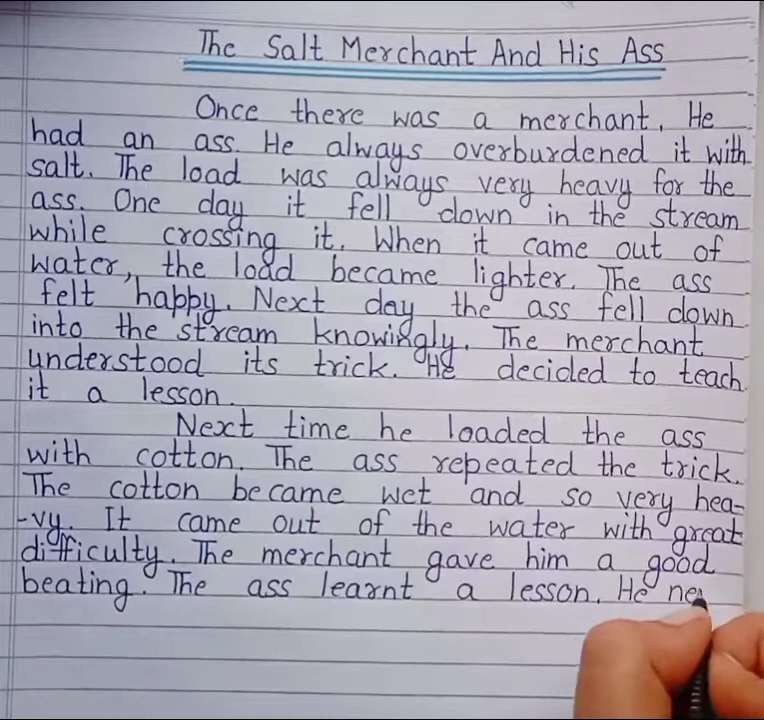 The Salt Merchant And His Ass
Once there was a merchant. He
had an ass. He always overburdened it with
salt. The load was always very heavy for the
ass. One day it fell down in the stream
while crossing it. When it came out of
water, the load became lighter. The ass
felt happy. Next day the ass fell down
into the stream knowingly. The merchant
understood its trick. He decided to teach
it a lesson.
Next time he loaded the ass
with cotton. The ass repeated the trick.
The cotton became wet and so very hea-
-vy. It came out of the water with great
difficulty. The merchant gave him a good
beating. The ass learnt a lesson. He ne